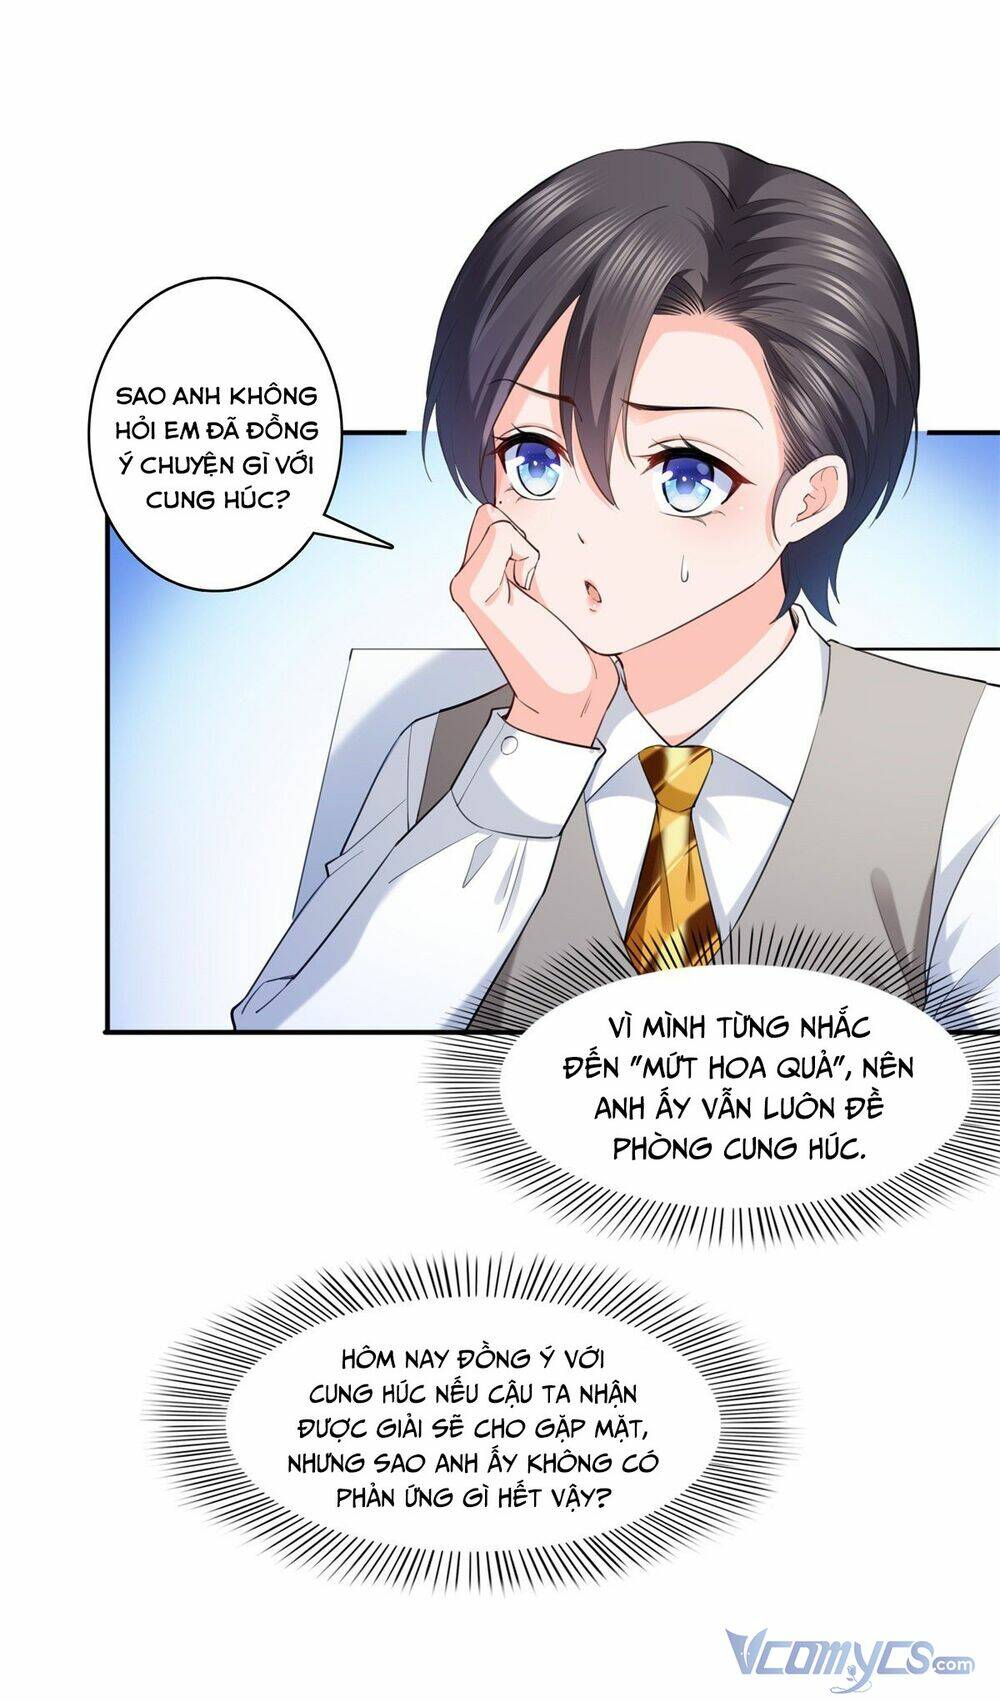 SAO ANH KHÔNG
HỎI EM ĐÃ ĐỒNG
Ý CHUYỆN GÌ VỚI
CUNG HÚC?
VÌ MÌNH TỪNG NHẮC
ĐẾN "MỨT HOA QUẢ", NÊN
ANH ẤY VẪN LUÔN ĐỀ
PHÒNG CUNG HÚC.
HÔM NAY ĐỒNG Ý VỚI
CUNG HÚC NẾU CẬU TA NHẬN
ĐƯỢC GIẢI SẼ CHO GẶP MẶT,
NHƯNG SAO ANH ẤY KHÔNG CÓ
PHẢN ỨNG GÌ HẾT VẬY?
VCOMYCS.com